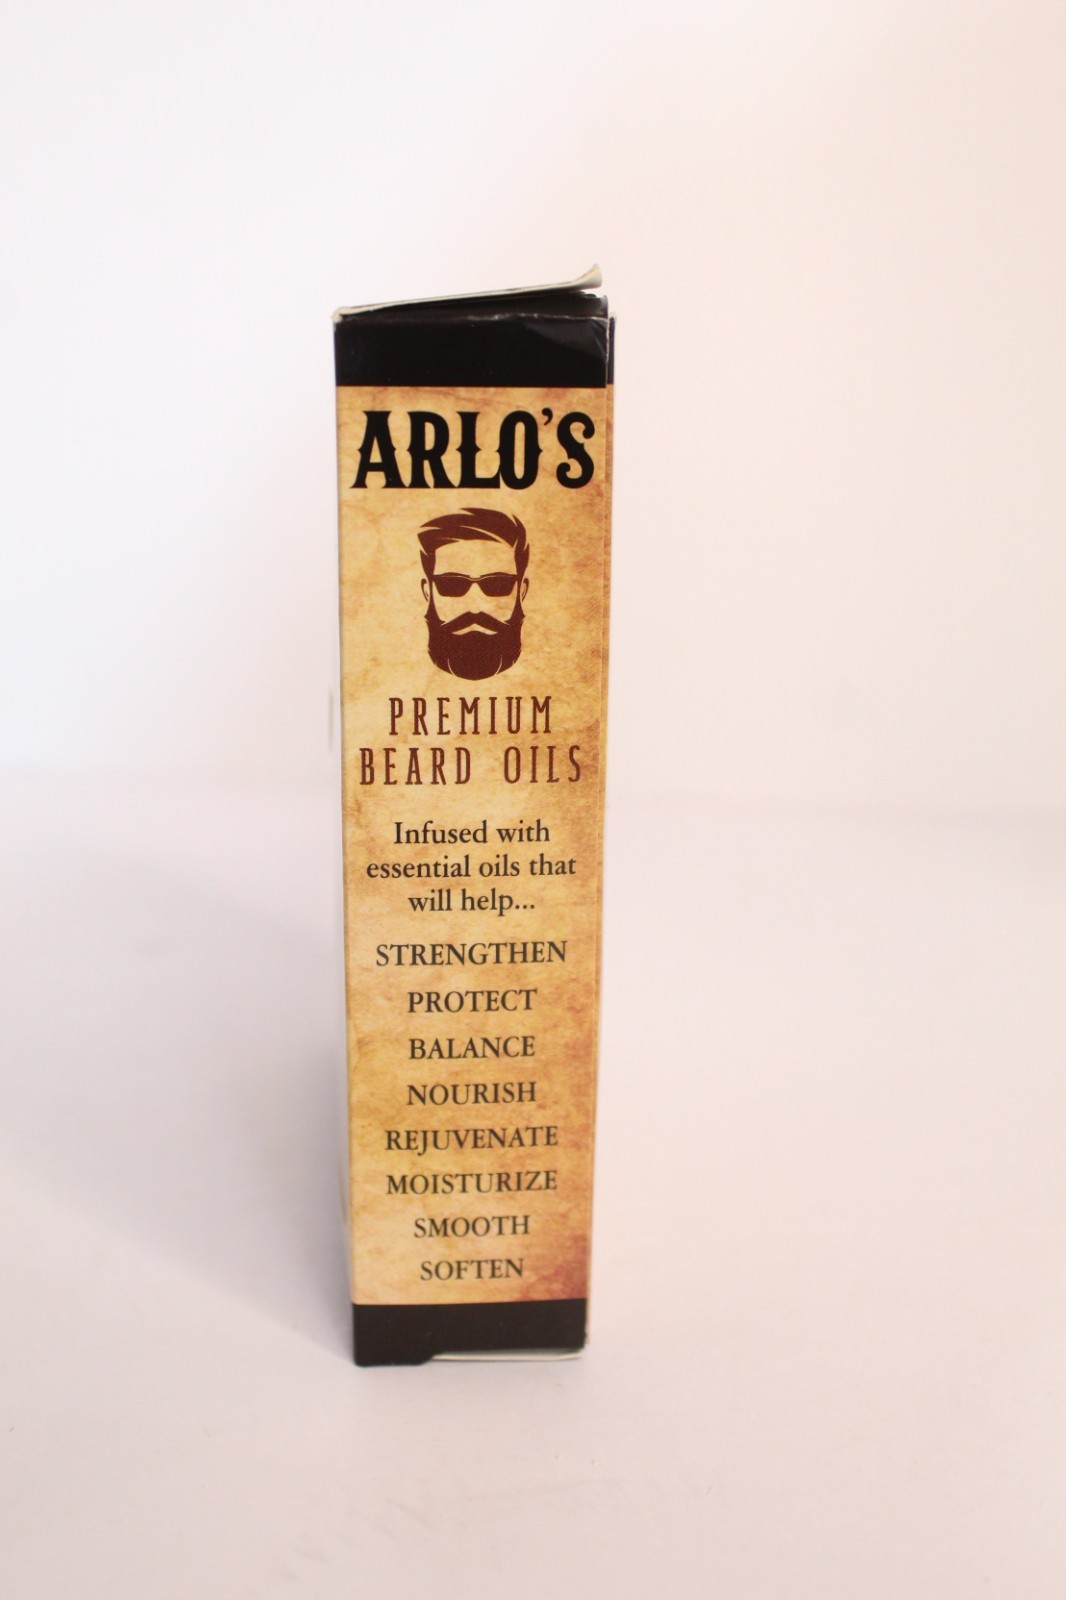 ARLO'S
PREMIUM
BEARD OILS
Infused with
essential oils that
will help...
STRENGTHEN
PROTECT
BALANCE
NOURISH
REJUVENATE
MOISTURIZE
SMOOTH
SOFTEN